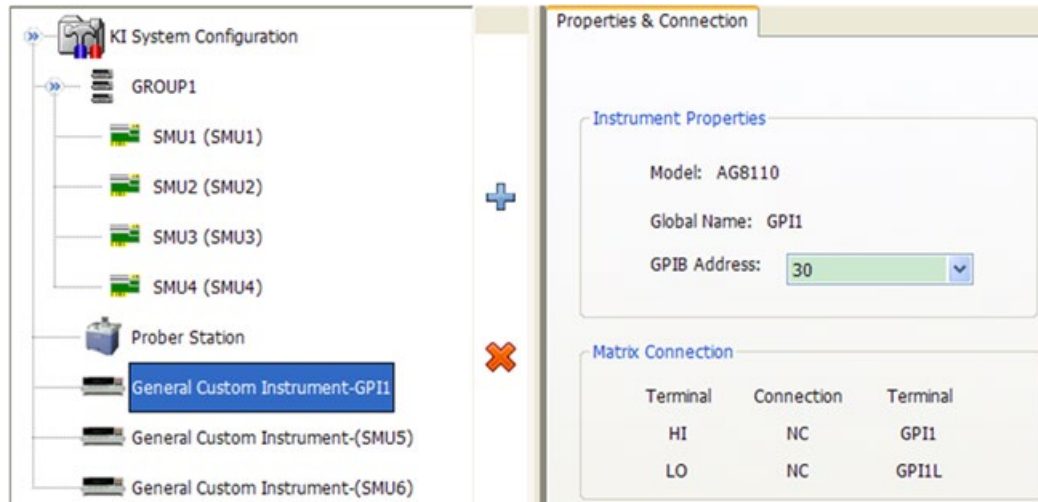 KI System Configuration
GROUP1
SMU1 (SMU1)
SMU2 (SMU2)
SMU3 (SMU3)
SMU4 (SMU4)
Prober Station
General Custom Instrument-GPI1
General Custom Instrument-(SMU5)
General Custom Instrument-(SMU6)
Properties & Connection
Instrument Properties
Model: AG8110
Global Name: GPI1
GPIB Address: 30
Matrix Connection
Terminal Connection Terminal
HI NC GPI1
LO NC GPI1L